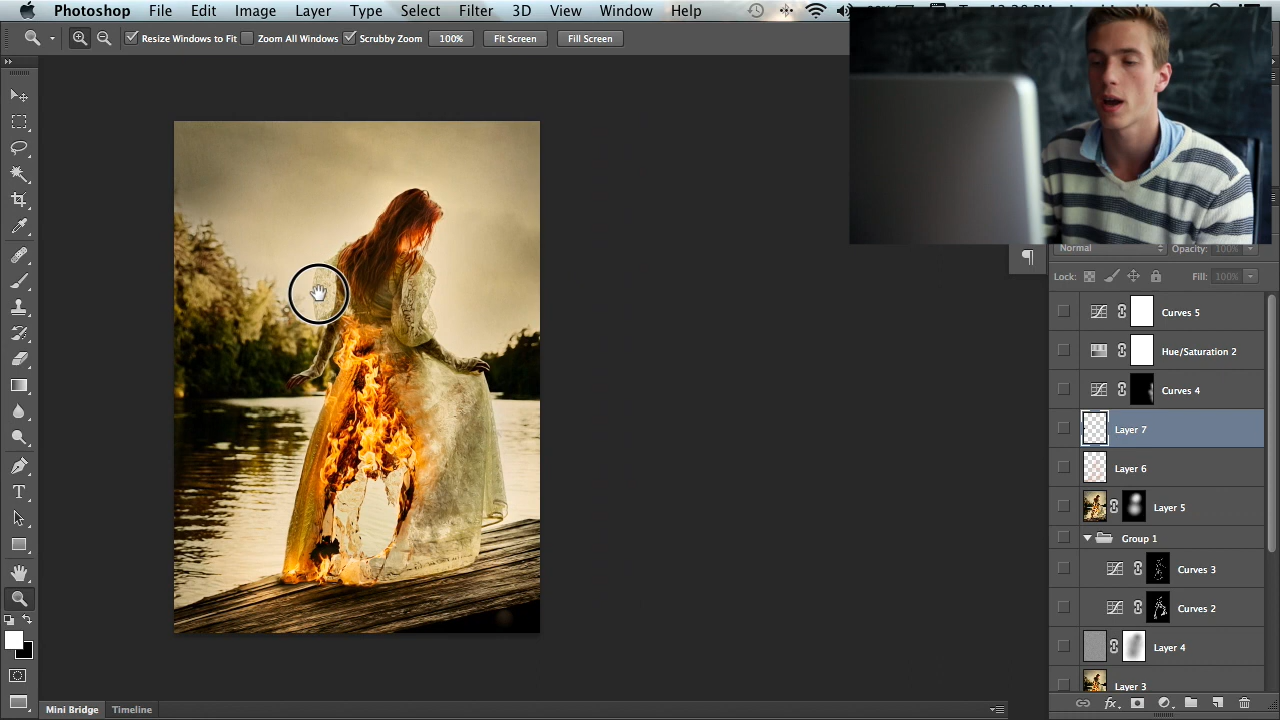 Photoshop File Edit Image Layer Type Select Filter 3D View Window Help
Resize Windows to Fit Zoom All Windows Scrubby Zoom 100% Fit Screen Fill Screen
Normal Opacity: 100%
Lock: Fill: 100%
Curves 5
Hue/Saturation 2
Curves 4
Layer 7
Layer 6
Layer 5
Group 1
Curves 3
Curves 2
Layer 4
Layer 3
Mini Bridge Timeline